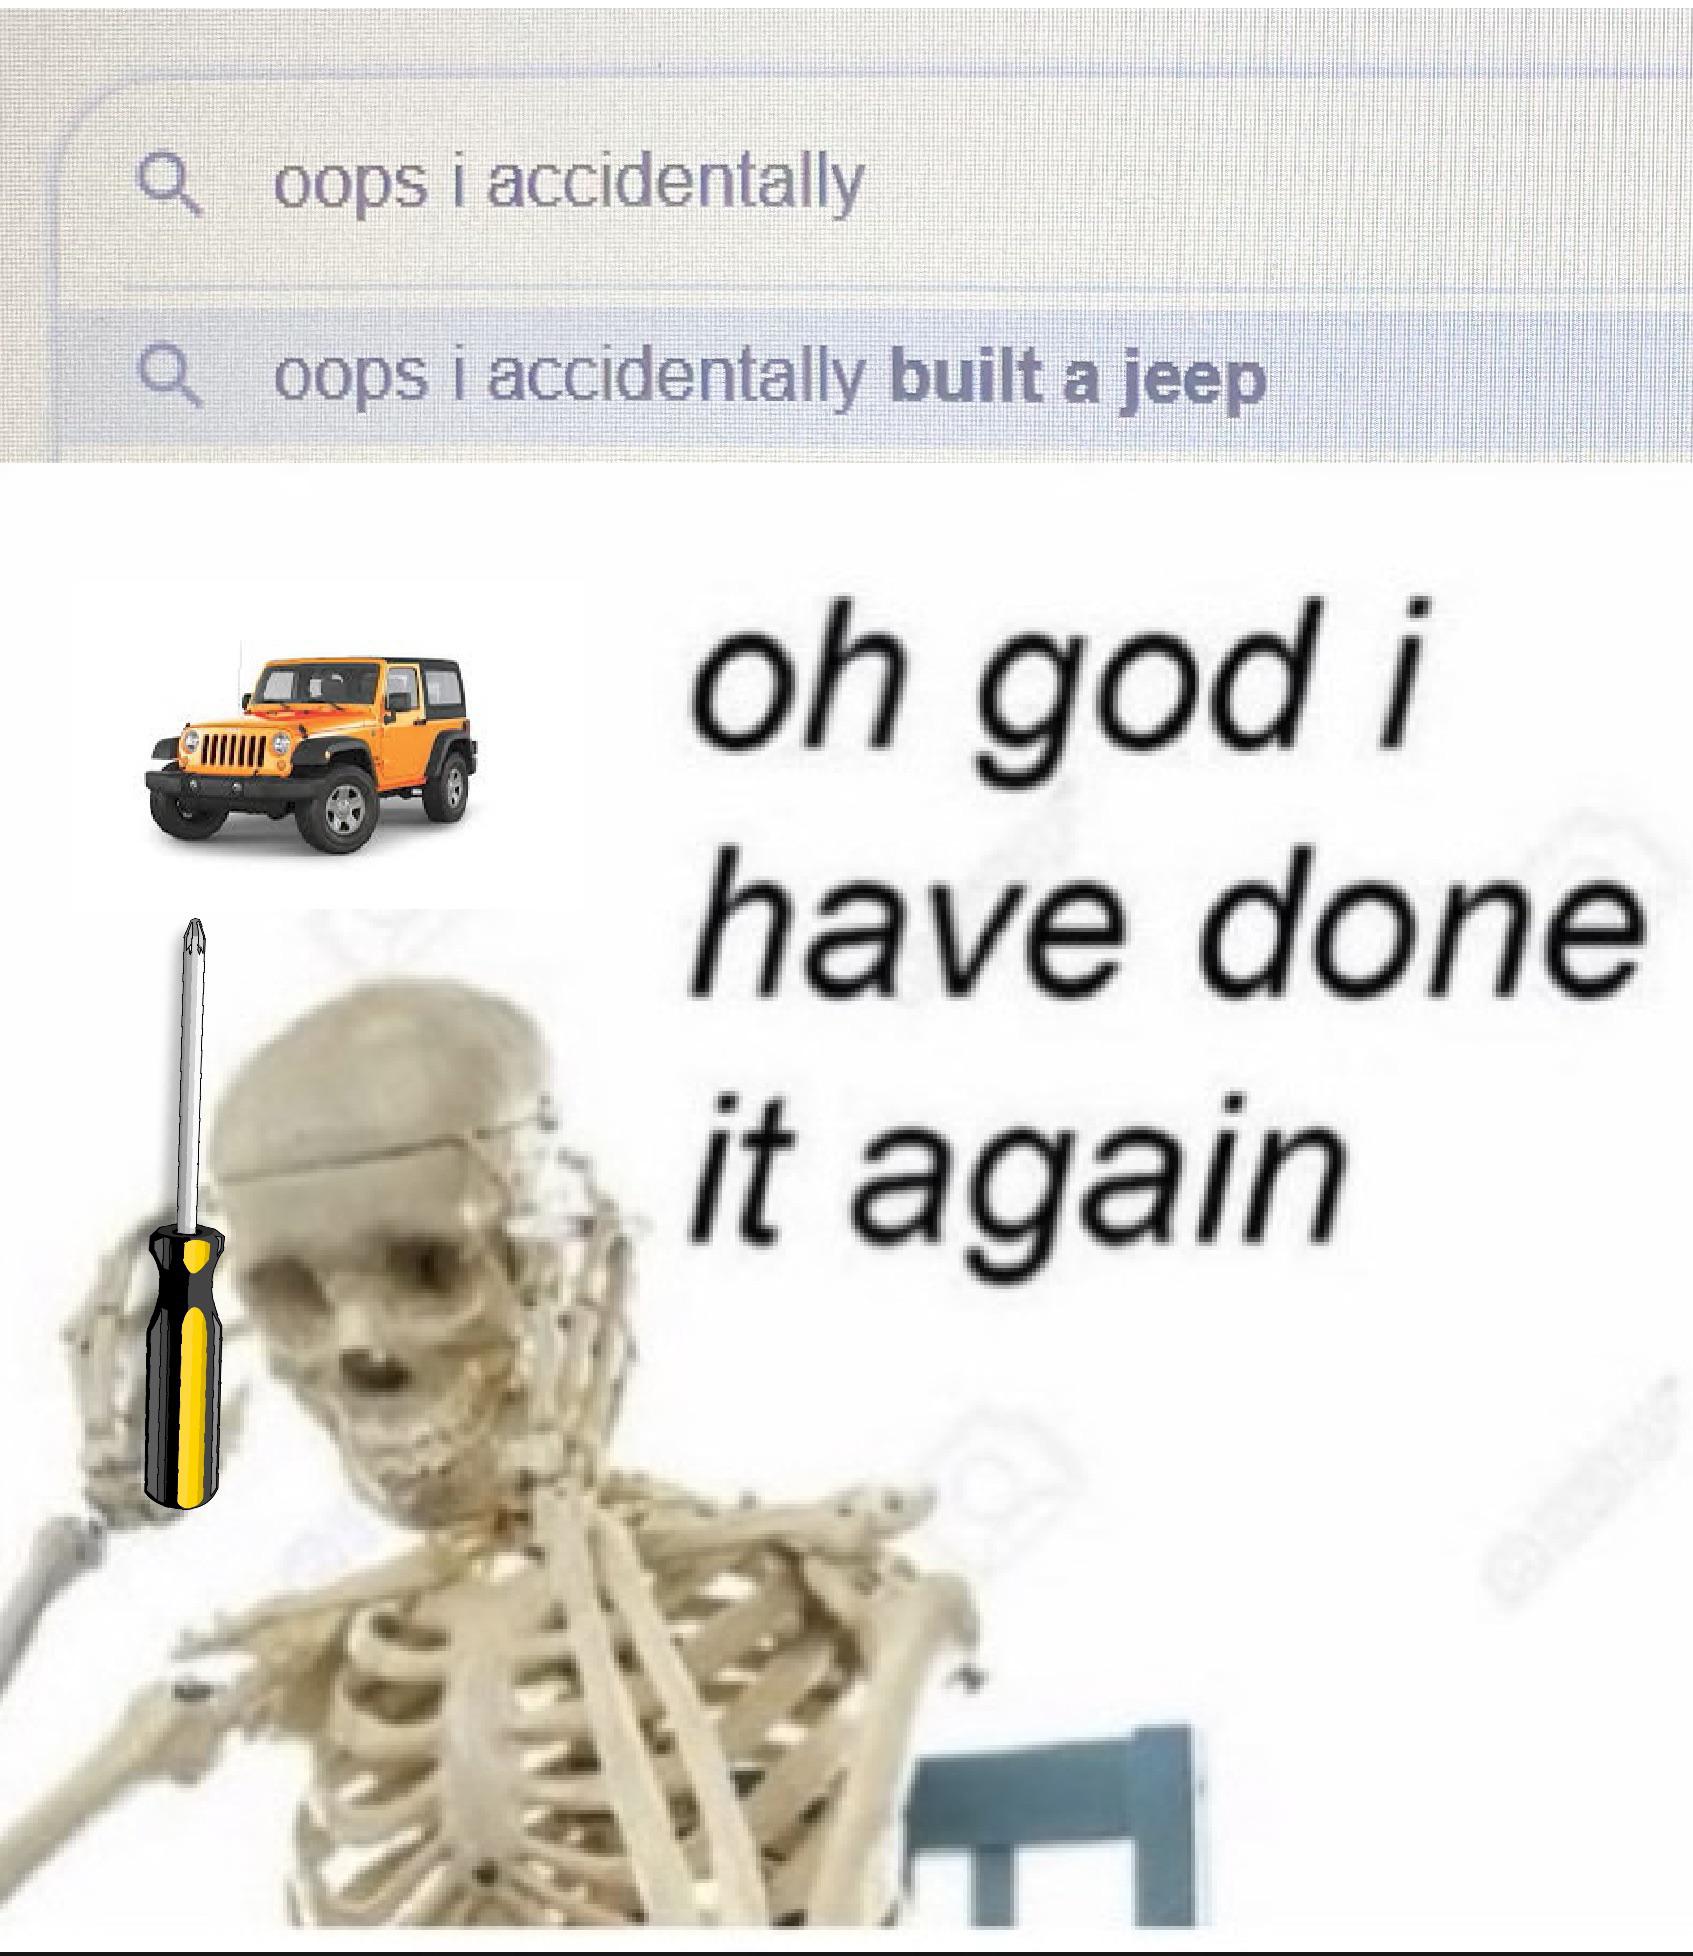 oops i accidentally
oops i accidentally built a jeep
oh god i
have done
it again